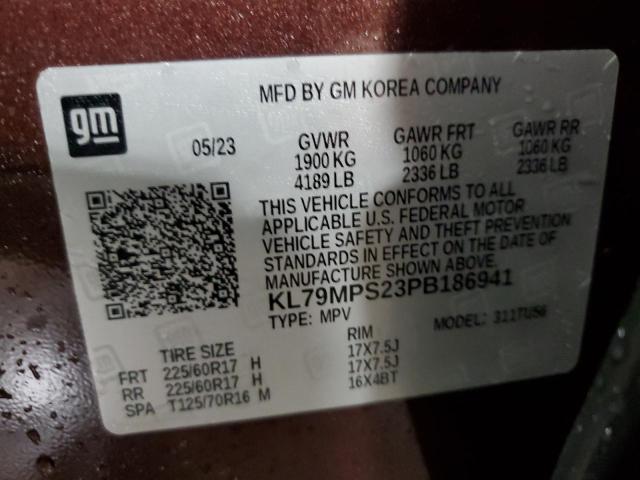 gm
MFD BY GM KOREA COMPANY
05/23 GVWR GAWR FRT GAWR RR
1900 KG 1060 KG 1060 KG
4189 LB 2336 LB 2336 LB
THIS VEHICLE CONFORMS TO ALL
APPLICABLE U.S. FEDERAL MOTOR
VEHICLE SAFETY AND THEFT PREVENTION
STANDARDS IN EFFECT ON THE DATE OF
MANUFACTURE SHOWN ABOVE.
KL79MPS23PB186941
TYPE: MPV MODEL: 311TU56
TIRE SIZE RIM
FRT 225/60R17 H 17X7.5J
RR 225/60R17 H 17X7.5J
SPA T125/70R16 M 16X4BT